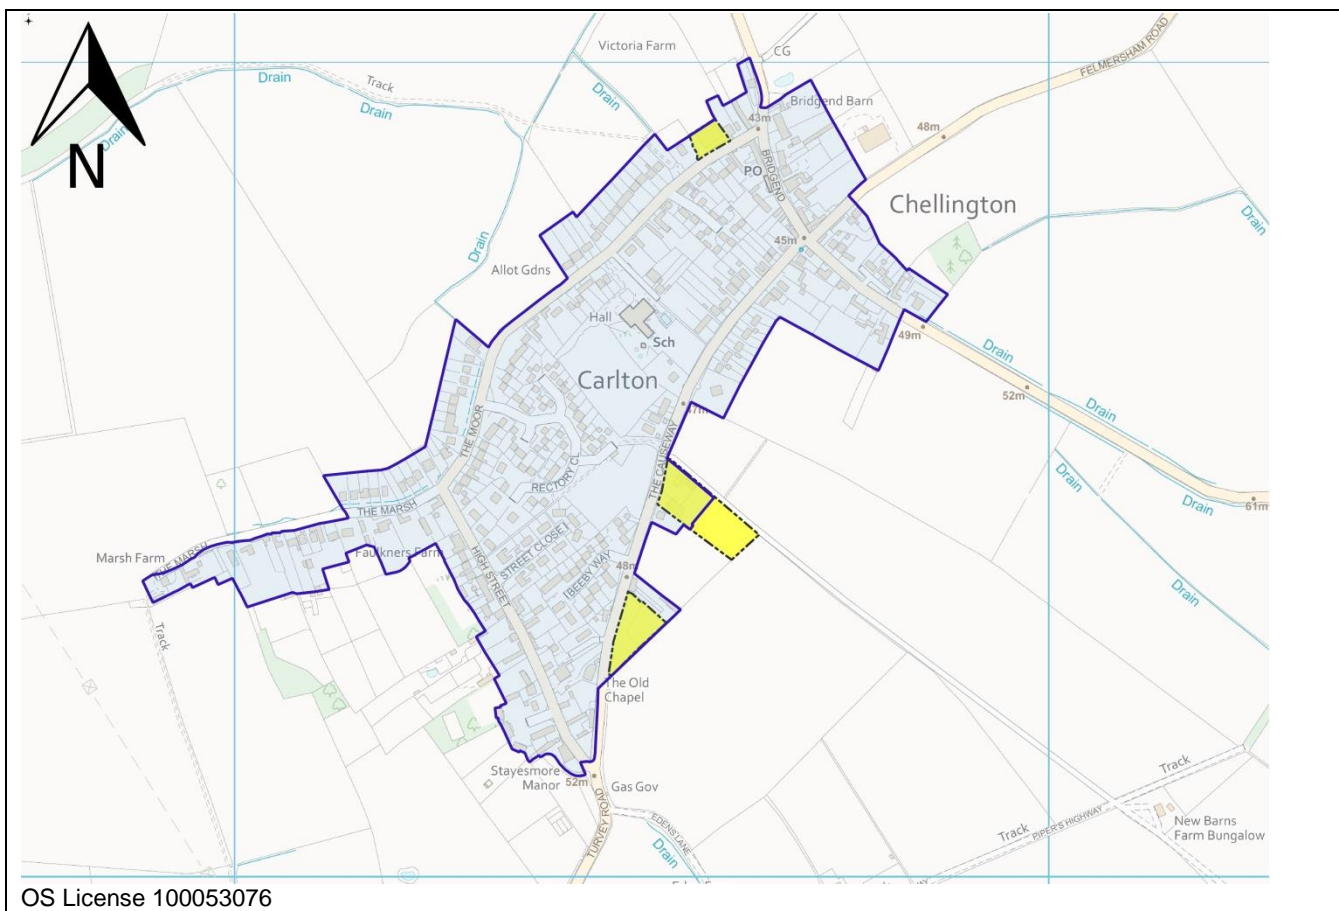 Victoria Farm
CG
FELMERSHAM ROAD
Drain
Track
Drain
Drain
Drain
Bridgend Barn
43m
48m
N
PO
BRIDGEND
Chellington
Drain
45m
Drain
Allot Gdns
Hall
Sch
49m
Drain
Carlton
52m
Drain
47m
THE MOOR
THE CAUSEWAY
RECTORY CL
Drain
Drain
61m
THE MARSH
Marsh Farm
THE MARSH
Faulkners Farm
STREET CLOSE
HIGH STREET
BEEBY WAY
48m
Drain
Track
The Old
Chapel
Stayesmore
Manor
52m
Gas Gov
Track
TURVEY ROAD
EDENS LANE
Drain
Track
PIPER'S HIGHWAY
New Barns
Farm Bungalow
OS License 100053076